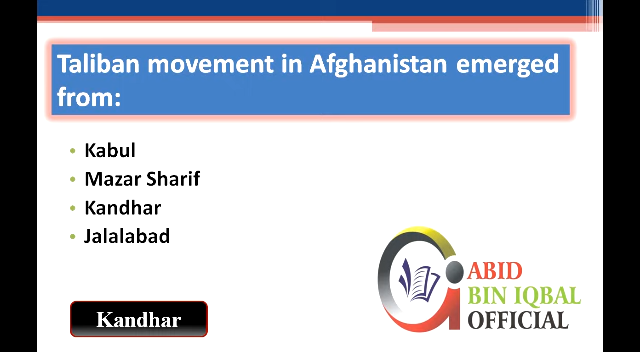 Taliban movement in Afghanistan emerged
from:
• Kabul
• Mazar Sharif
• Kandhar
• Jalalabad
Kandhar
ABID
BIN IQBAL
OFFICIAL